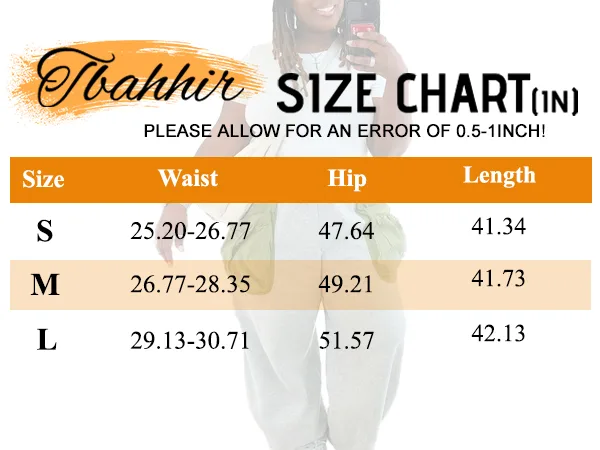 Tbahhir SIZE CHART(IN)
PLEASE ALLOW FOR AN ERROR OF 0.5-1INCH!
Size Waist Hip Length
S 25.20-26.77 47.64 41.34
M 26.77-28.35 49.21 41.73
L 29.13-30.71 51.57 42.13